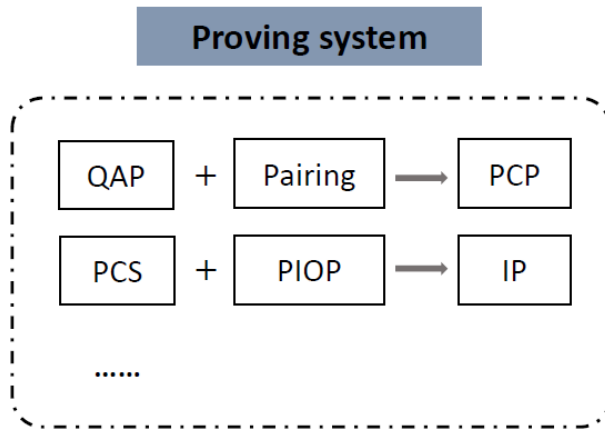 Proving system
QAP + Pairing → PCP
PCS + PIOP → IP
......